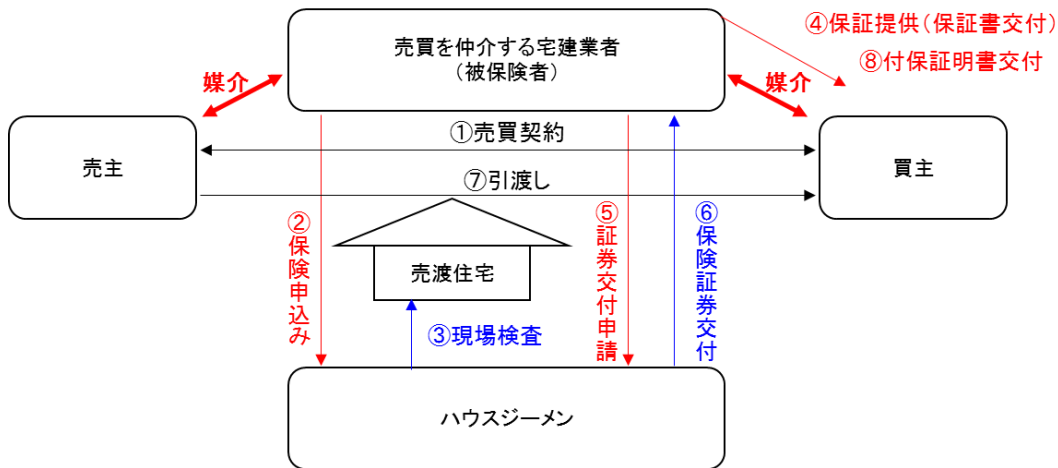 ④保証提供(保証書交付)
売買を仲介する宅建業者
(被保険者)
⑧付保証明書交付
媒介
媒介
①売買契約
売主
買主
⑦引渡し
②保険申込み
売渡住宅
③現場検査
⑤証券交付申請
⑥保険証券交付
ハウスジーメン